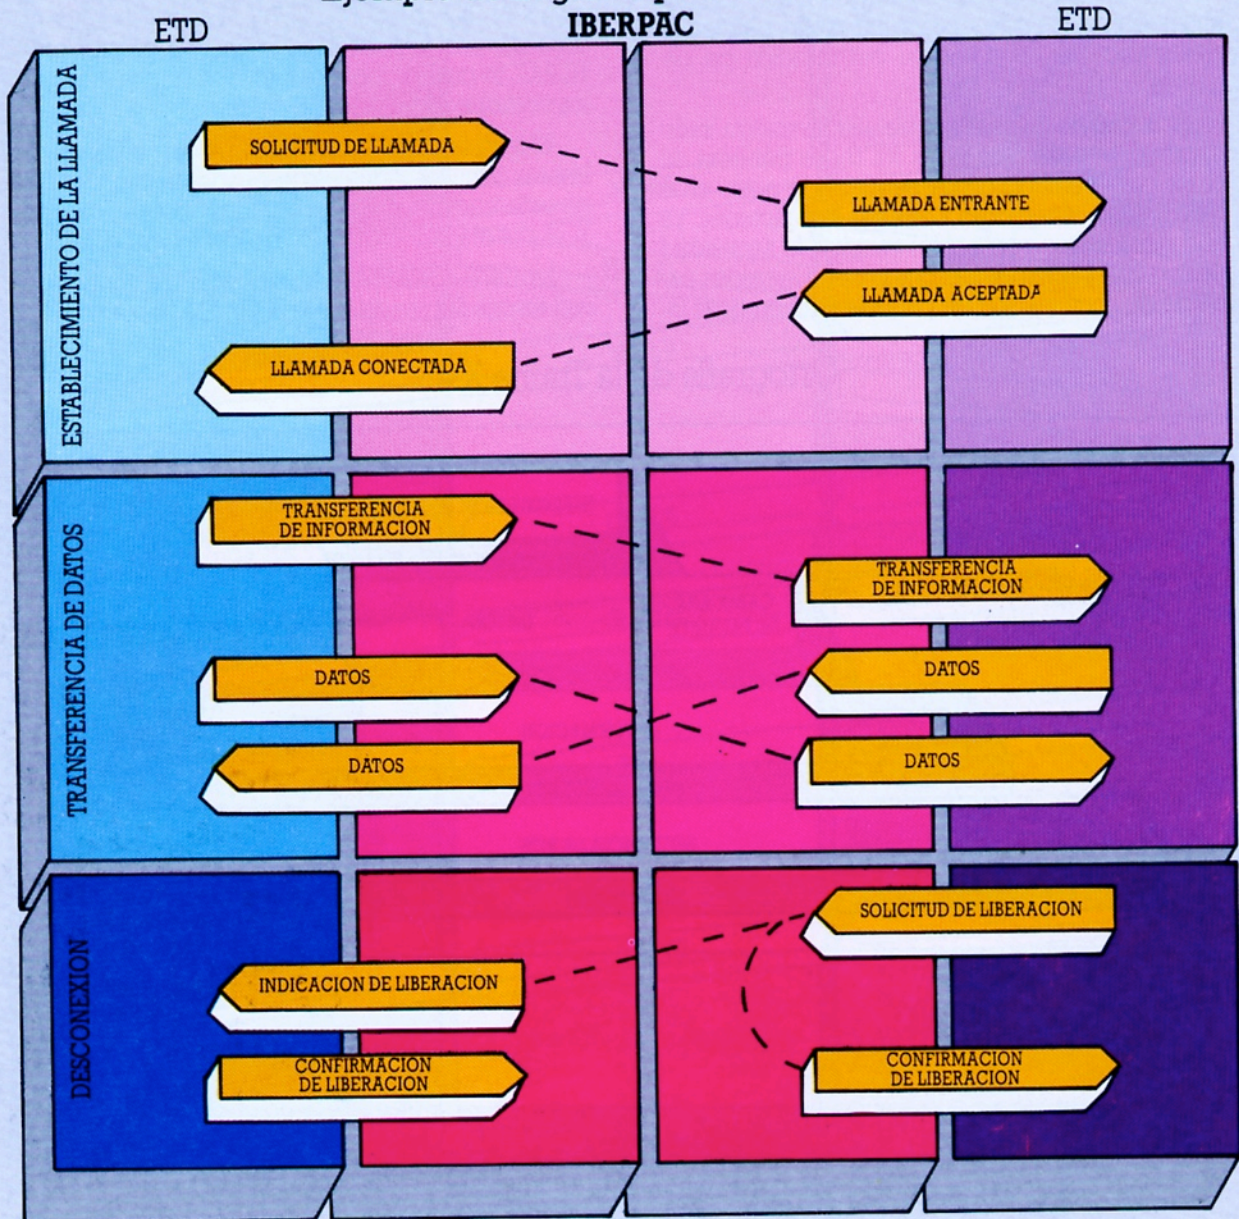 ETD
IBERPAC
ETD
ESTABLECIMIENTO DE LA LLAMADA
SOLICITUD DE LLAMADA
LLAMADA ENTRANTE
LLAMADA ACEPTADA
LLAMADA CONECTADA
TRANSFERENCIA DE DATOS
TRANSFERENCIA
DE INFORMACION
TRANSFERENCIA
DE INFORMACION
DATOS
DATOS
DATOS
DATOS
DESCONEXION
SOLICITUD DE LIBERACION
INDICACION DE LIBERACION
CONFIRMACION
DE LIBERACION
CONFIRMACION
DE LIBERACION